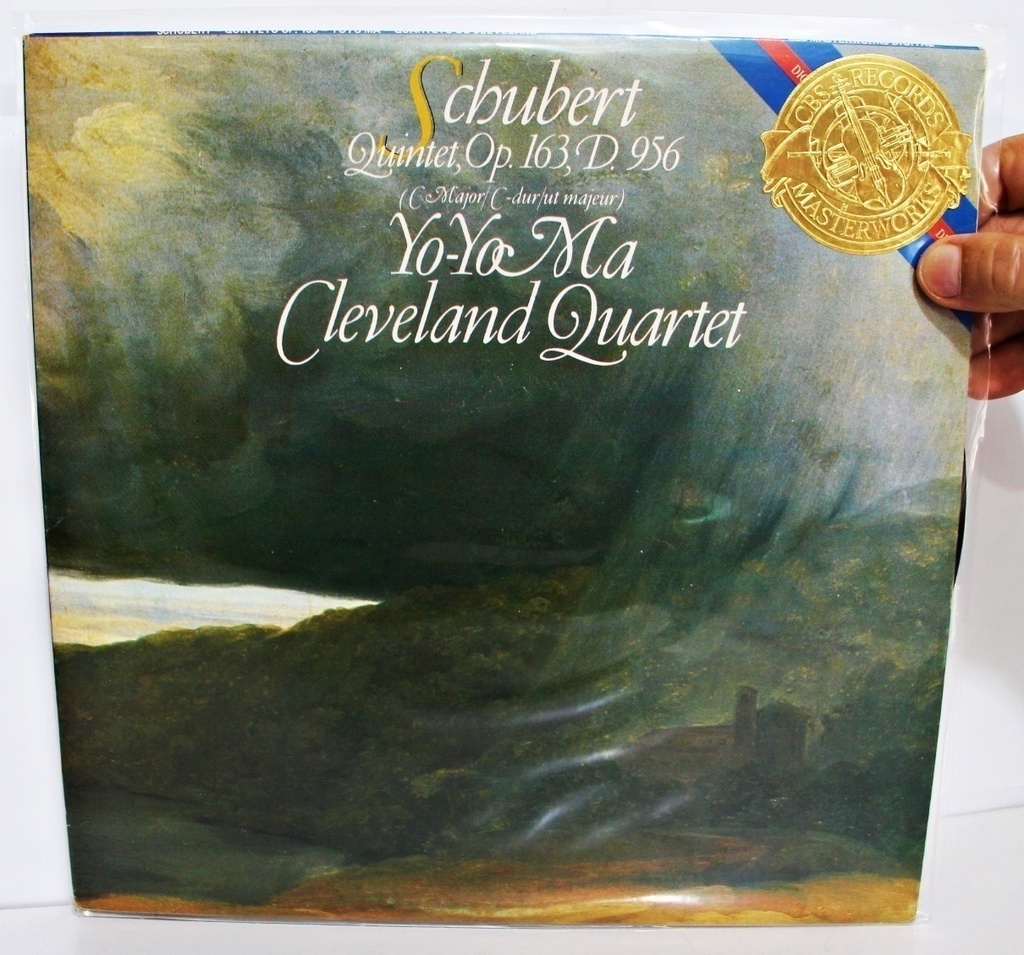 Schubert
Quintet, Op. 163, D. 956
(C Major/C-dur/ut majeur)
Yo-Yo Ma
Cleveland Quartet
CBS RECORDS
MASTERWORKS